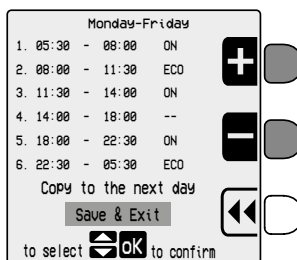 Monday-Friday
1. 05:30 - 08:00 ON
2. 08:00 - 11:30 ECO
3. 11:30 - 14:00 ON
4. 14:00 - 18:00 --
5. 18:00 - 22:30 ON
6. 22:30 - 05:30 ECO
Copy to the next day
Save & Exit
to select OK to confirm